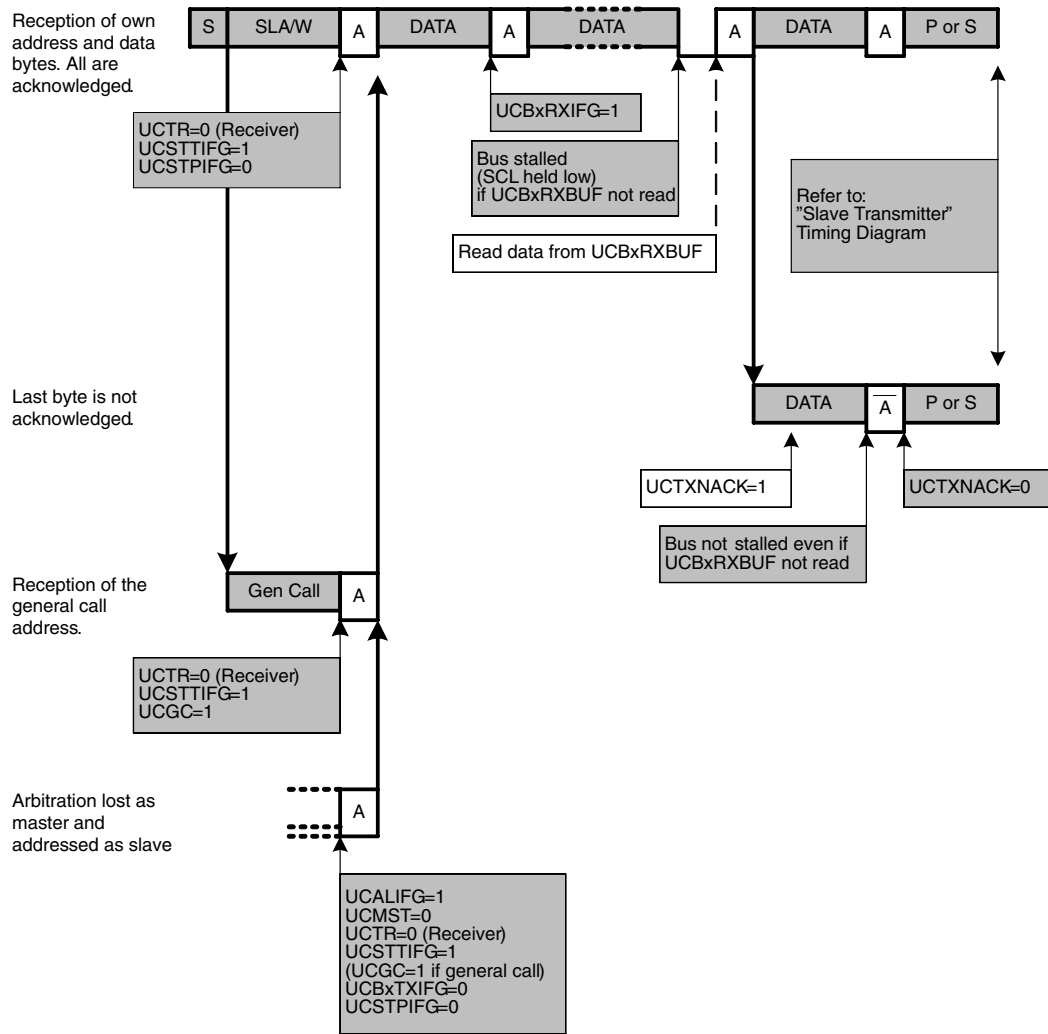 Reception of own
address and data
bytes. All are
acknowledged.
S SLA/W A DATA A DATA A DATA A P or S
UCTR=0 (Receiver)
UCSTTIFG=1
UCSTPIFG=0
UCBxRXIFG=1
Bus stalled
(SCL held low)
if UCBxRXBUF not read
Read data from UCBxRXBUF
Refer to:
”Slave Transmitter”
Timing Diagram
Last byte is not
acknowledged.
DATA A P or S
UCTXNACK=1
UCTXNACK=0
Bus not stalled even if
UCBxRXBUF not read
Reception of the
general call
address.
Gen Call A
UCTR=0 (Receiver)
UCSTTIFG=1
UCGC=1
Arbitration lost as
master and
addressed as slave
A
UCALIFG=1
UCMST=0
UCTR=0 (Receiver)
UCSTTIFG=1
(UCGC=1 if general call)
UCBxTXIFG=0
UCSTPIFG=0